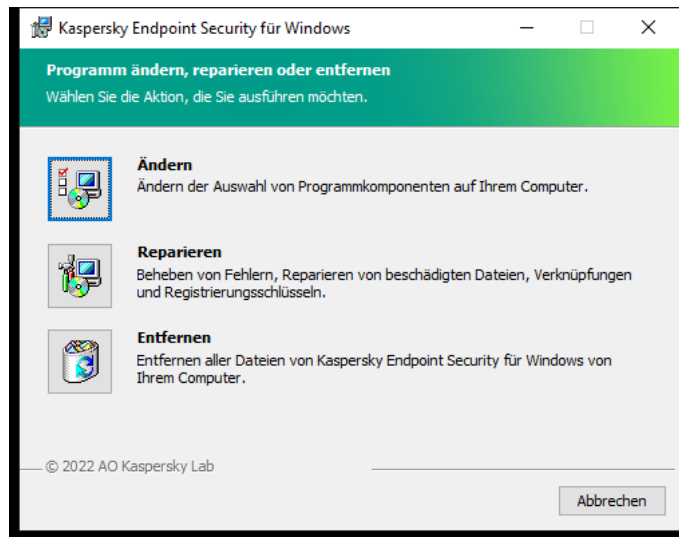 Kaspersky Endpoint Security für Windows
Programm ändern, reparieren oder entfernen
Wählen Sie die Aktion, die Sie ausführen möchten.
Ändern
Ändern der Auswahl von Programmkomponenten auf Ihrem Computer.
Reparieren
Beheben von Fehlern, Reparieren von beschädigten Dateien, Verknüpfungen
und Registrierungsschlüsseln.
Entfernen
Entfernen aller Dateien von Kaspersky Endpoint Security für Windows von
Ihrem Computer.
© 2022 AO Kaspersky Lab
Abbrechen